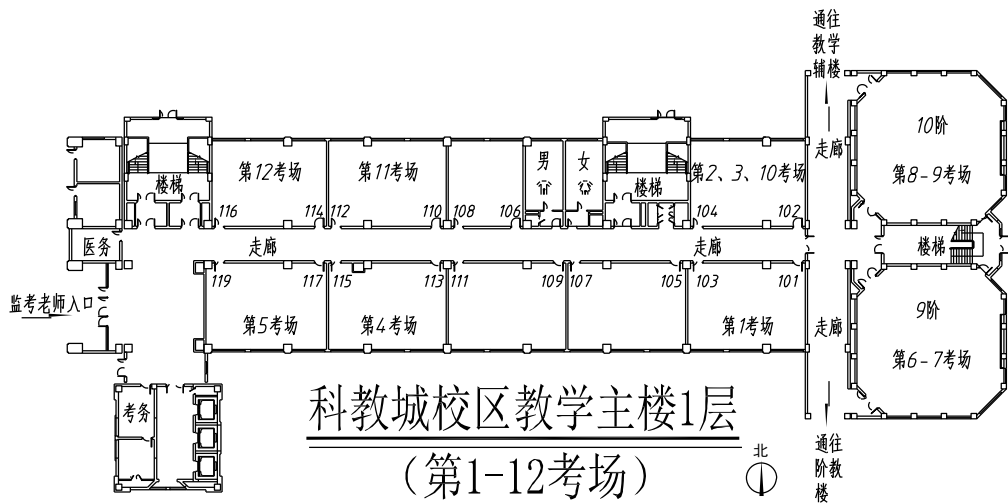 通往
教学
辅楼
10阶
第8-9考场
走廊
男
女
第12考场
第11考场
第2、3、10考场
楼梯
楼梯
116
114
112
110
108
106
104
102
医务
走廊
走廊
楼梯
119
117
115
113
111
109
107
105
103
101
监考老师入口
9阶
第5考场
第4考场
第1考场
走廊
第6-7考场
考务
科教城校区教学主楼1层
(第1-12考场)
北
通往
阶教
楼